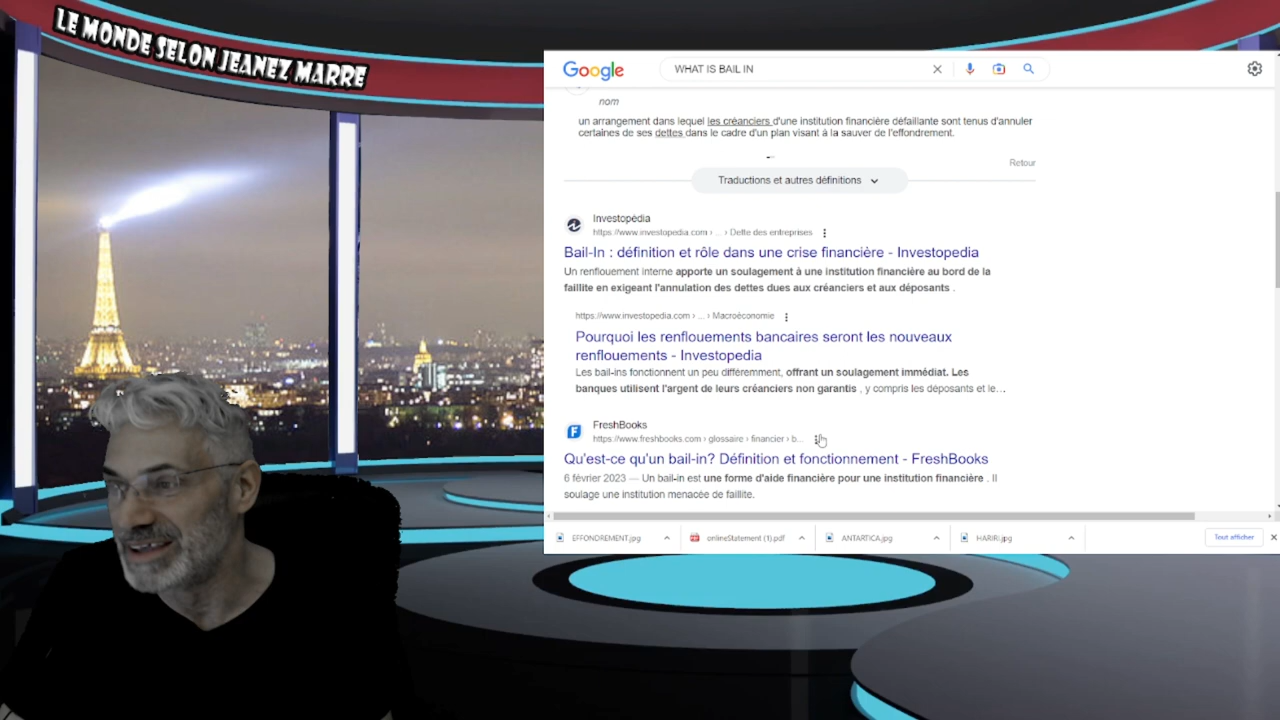 LE MONDE SELON JEANEZ MARRE
Google
WHAT IS BAIL IN
nom
un arrangement dans lequel les créanciers d'une institution financière défaillante sont tenus d'annuler
certaines de ses dettes dans le cadre d'un plan visant à la sauver de l'effondrement.
Retour
Traductions et autres définitions
Investopédia
https://www.investopedia.com › ... › Dette des entreprises
Bail-In : définition et rôle dans une crise financière - Investopedia
Un renflouement interne apporte un soulagement à une institution financière au bord de la
faillite en exigeant l'annulation des dettes dues aux créanciers et aux déposants .
https://www.investopedia.com › ... › Macroéconomie
Pourquoi les renflouements bancaires seront les nouveaux
renflouements - Investopedia
Les bail-ins fonctionnent un peu différemment, offrant un soulagement immédiat. Les
banques utilisent l'argent de leurs créanciers non garantis , y compris les déposants et le...
FreshBooks
https://www.freshbooks.com › glossaire › financier › b...
Qu'est-ce qu'un bail-in? Définition et fonctionnement - FreshBooks
6 février 2023 — Un bail-in est une forme d'aide financière pour une institution financière . Il
soulage une institution menacée de faillite.
EFFONDREMENT.jpg
onlineStatement (1).pdf
ANTARTICA.jpg
HARIRI.jpg
Tout afficher